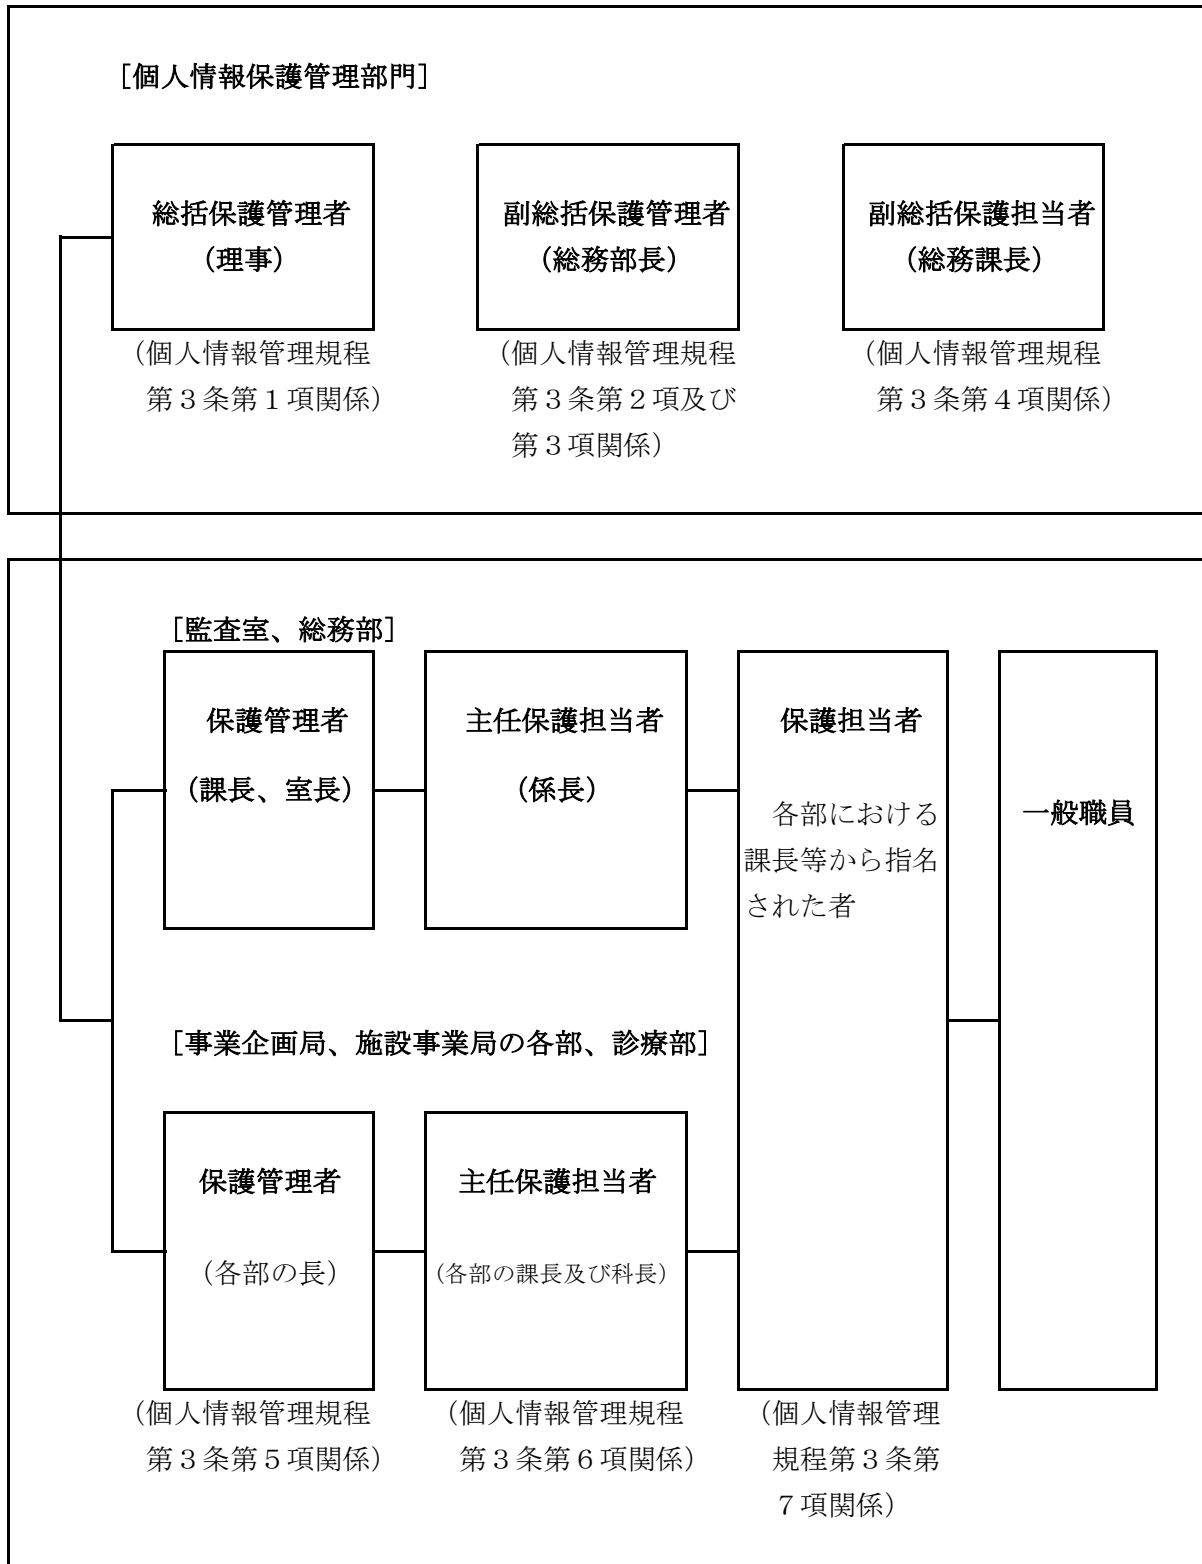 ［個人情報保護管理部門］
総括保護管理者
（理事）
副総括保護管理者
（総務部長）
副総括保護担当者
（総務課長）
（個人情報管理規程
第３条第１項関係）
（個人情報管理規程
第３条第２項及び
第３項関係）
（個人情報管理規程
第３条第４項関係）
［監査室、総務部］
保護管理者
（課長、室長）
主任保護担当者
（係長）
保護担当者
各部における
課長等から指名
された者
一般職員
［事業企画局、施設事業局の各部、診療部］
保護管理者
（各部の長）
主任保護担当者
（各部の課長及び科長）
（個人情報管理規程
第３条第５項関係）
（個人情報管理規程
第３条第６項関係）
（個人情報管理
規程第３条第
７項関係）